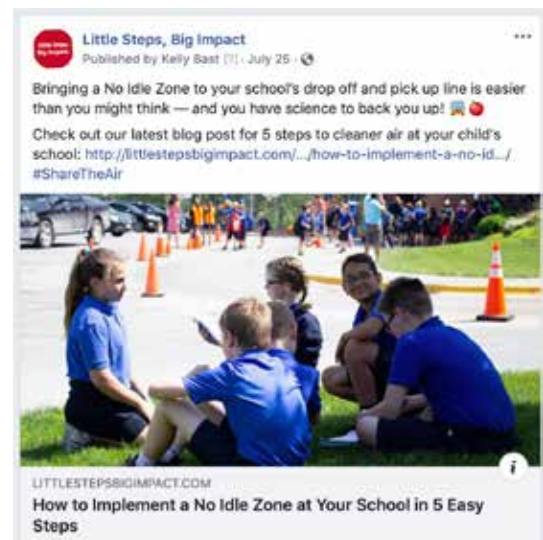 Little Steps, Big Impact
Little Steps, Big Impact
Published by Kelly Bast [?] · July 25 ·
Bringing a No Idle Zone to your school's drop off and pick up line is easier
than you might think — and you have science to back you up!
Check out our latest blog post for 5 steps to cleaner air at your child's
school: http://littlestepsbigimpact.com/.../how-to-implement-a-no-id.../
#ShareTheAir
LITTLESTEPSBIGIMPACT.COM
How to Implement a No Idle Zone at Your School in 5 Easy
Steps